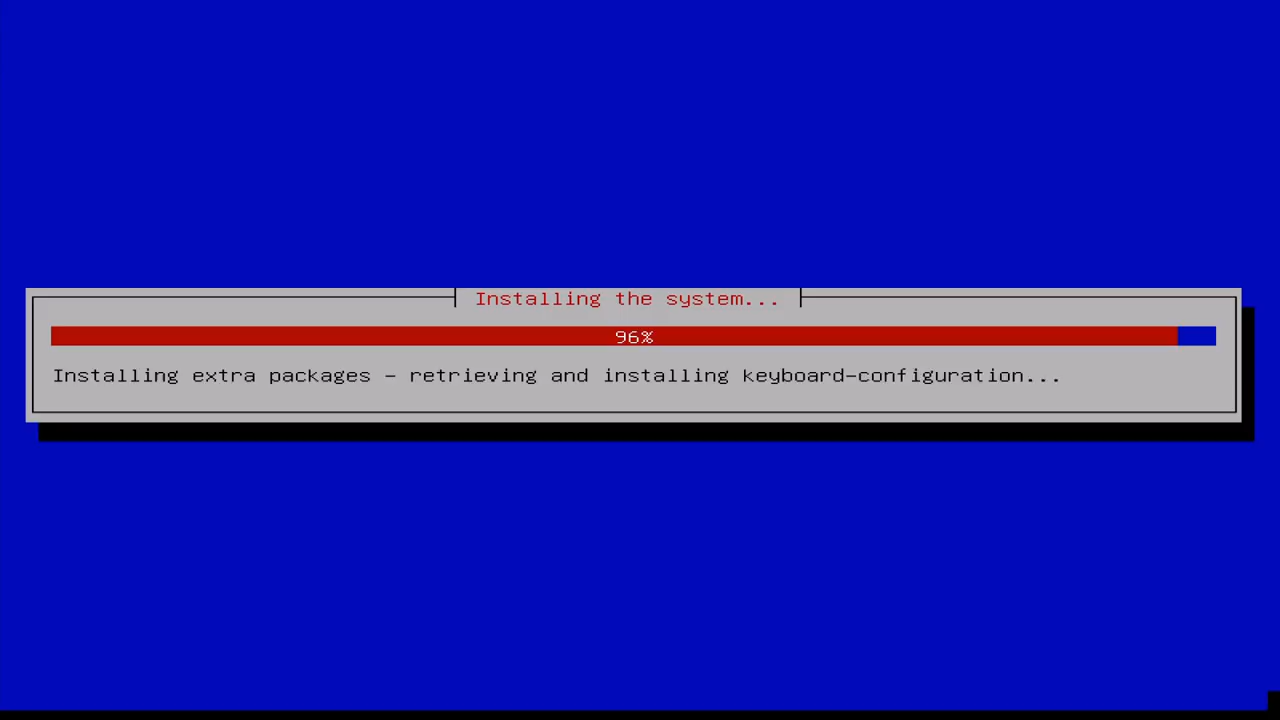 Installing the system...
96%
Installing extra packages – retrieving and installing keyboard-configuration...